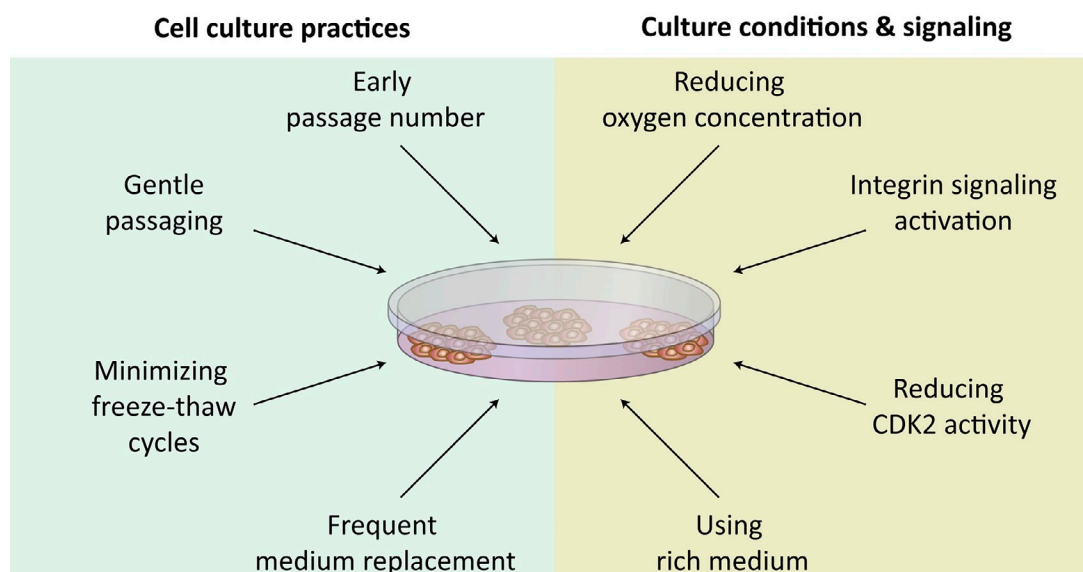 Cell culture practices
Culture conditions & signaling
Early
passage number
Reducing
oxygen concentration
Gentle
passaging
Integrin signaling
activation
Minimizing
freeze-thaw
cycles
Reducing
CDK2 activity
Frequent
medium replacement
Using
rich medium